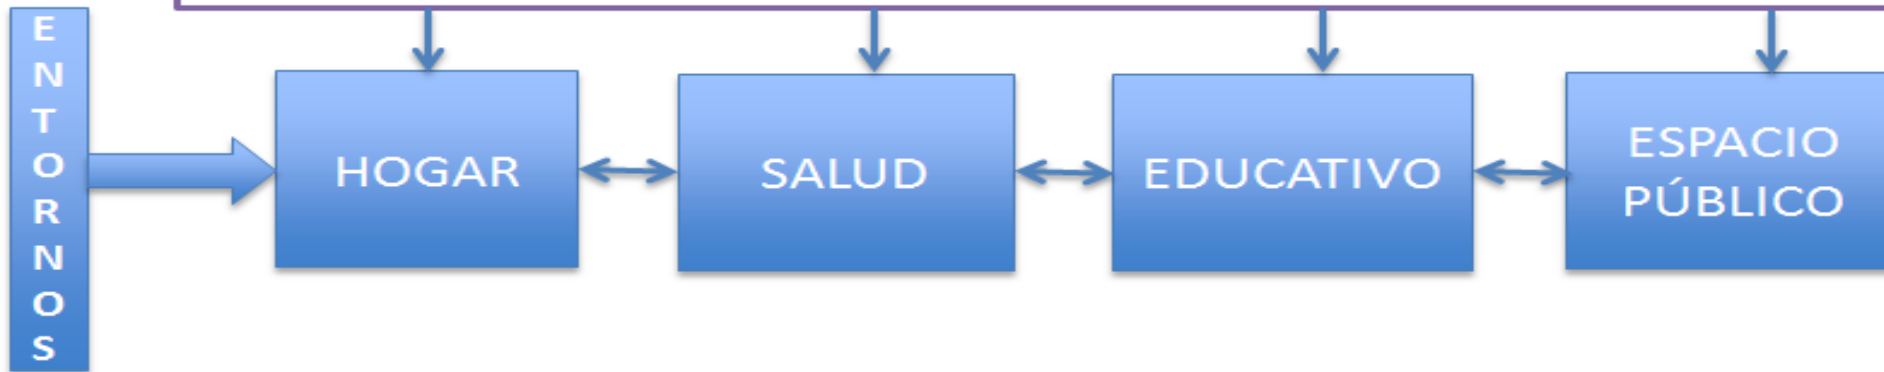 ENTORNOS
HOGAR
SALUD
EDUCATIVO
ESPACIO
PÚBLICO